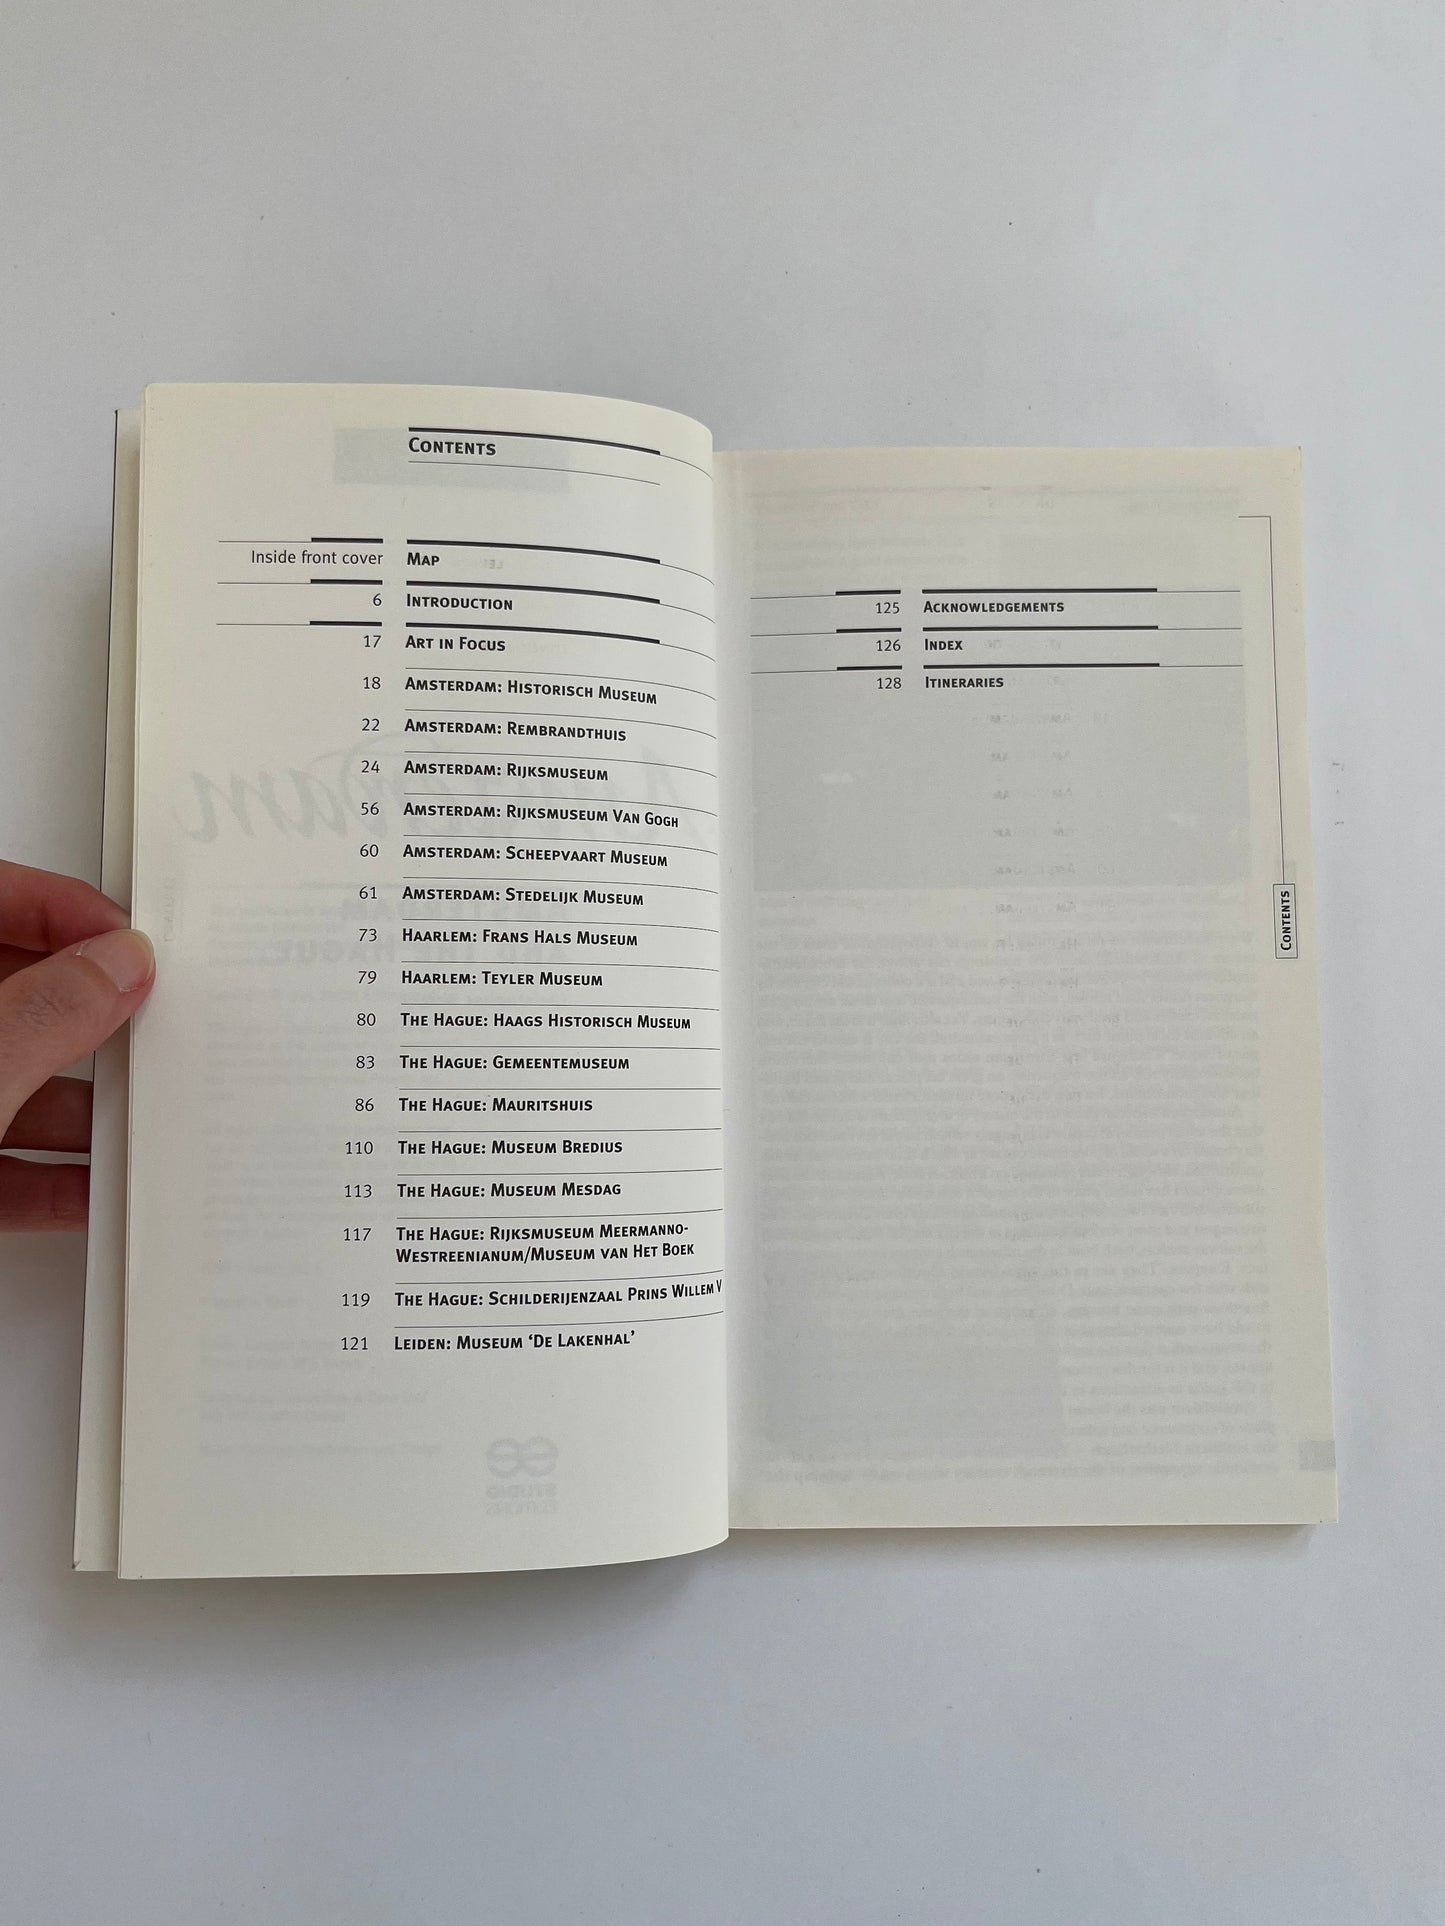 Contents
Inside front cover Map
6 Introduction
17 Art in Focus
18 Amsterdam: Historisch Museum
22 Amsterdam: Rembrandthuis
24 Amsterdam: Rijksmuseum
56 Amsterdam: Rijksmuseum Van Gogh
60 Amsterdam: Scheepvaart Museum
61 Amsterdam: Stedelijk Museum
73 Haarlem: Frans Hals Museum
79 Haarlem: Teyler Museum
80 The Hague: Haags Historisch Museum
83 The Hague: Gemeentemuseum
86 The Hague: Mauritshuis
110 The Hague: Museum Bredius
113 The Hague: Museum Mesdag
117 The Hague: Rijksmuseum Meermanno-
Westreenianum/Museum van Het Boek
119 The Hague: Schilderijenzaal Prins Willem V
121 Leiden: Museum ‘De Lakenhal’
125 Acknowledgements
126 Index
128 Itineraries
Contents